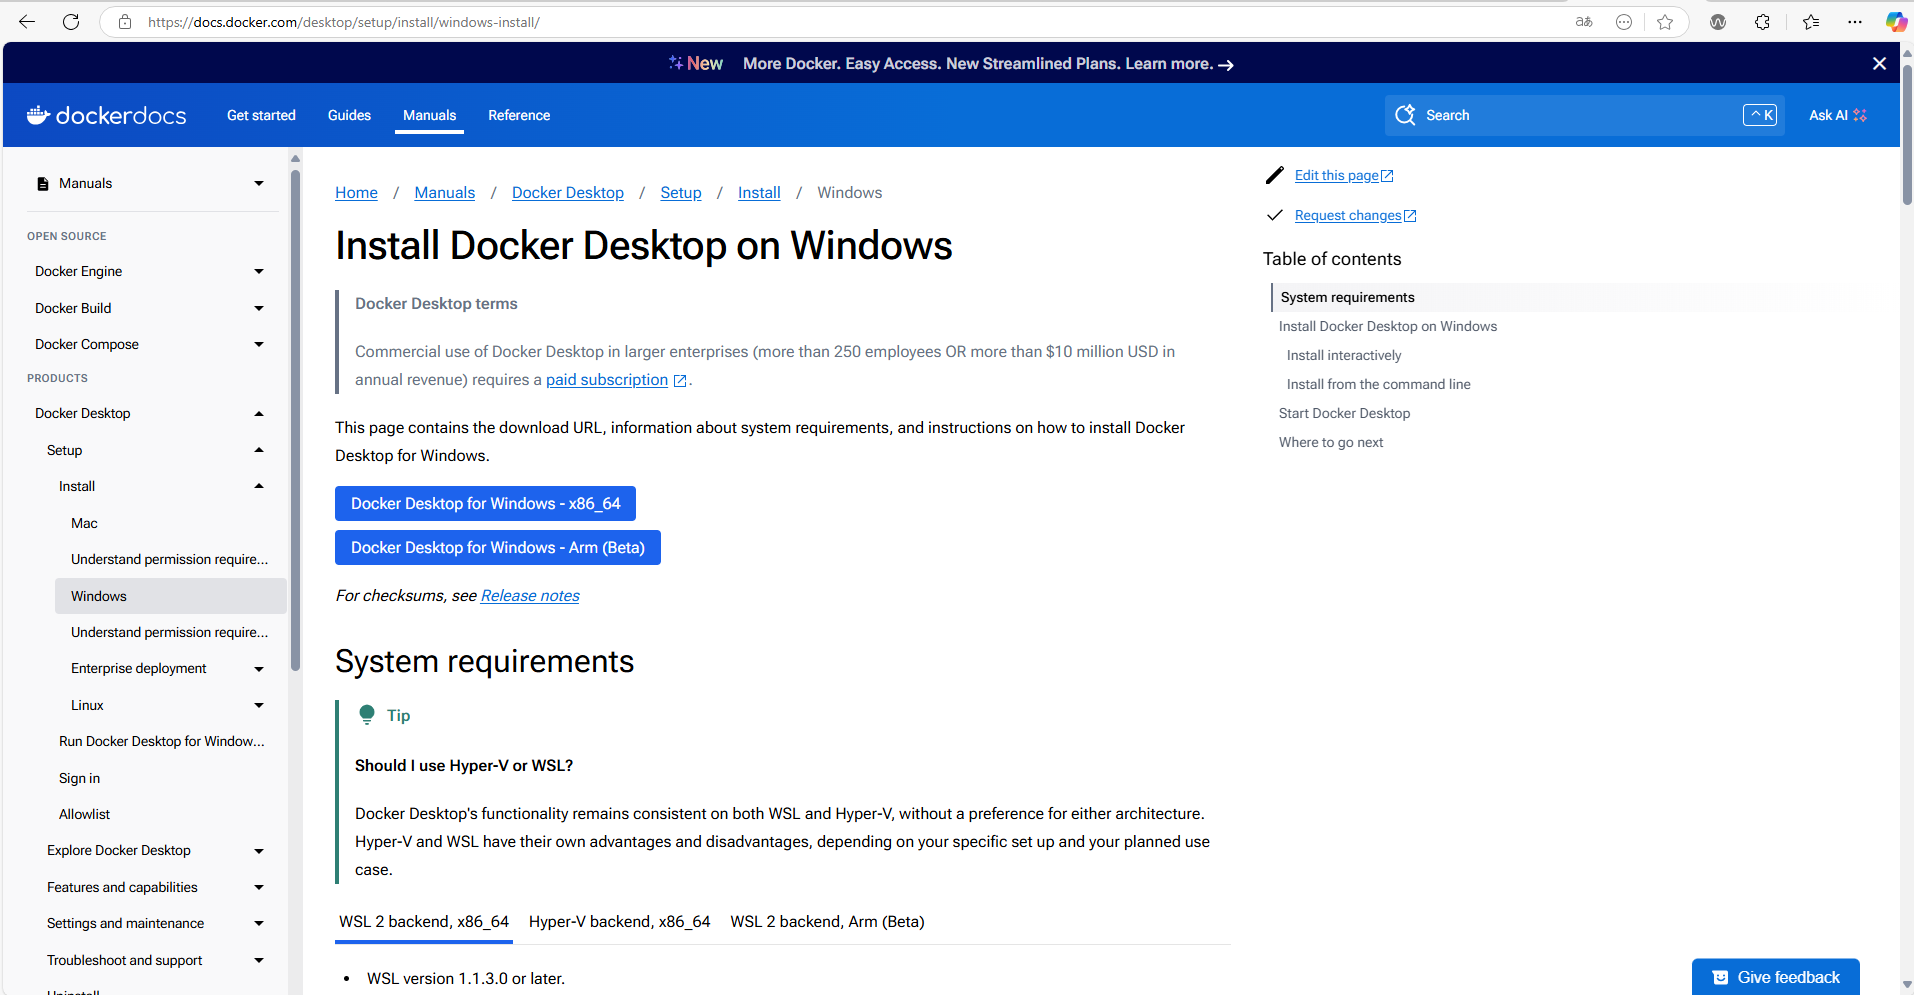 https://docs.docker.com/desktop/setup/install/windows-install/
New More Docker. Easy Access. New Streamlined Plans. Learn more. →
dockerdocs
Get started
Guides
Manuals
Reference
Search
^ K
Ask AI
Manuals
OPEN SOURCE
Docker Engine
Docker Build
Docker Compose
PRODUCTS
Docker Desktop
Setup
Install
Mac
Understand permission require...
Windows
Understand permission require...
Enterprise deployment
Linux
Run Docker Desktop for Window...
Sign in
Allowlist
Explore Docker Desktop
Features and capabilities
Settings and maintenance
Troubleshoot and support
Uninstall
Home / Manuals / Docker Desktop / Setup / Install / Windows
Install Docker Desktop on Windows
Docker Desktop terms
Commercial use of Docker Desktop in larger enterprises (more than 250 employees OR more than $10 million USD in
annual revenue) requires a paid subscription.
This page contains the download URL, information about system requirements, and instructions on how to install Docker
Desktop for Windows.
Docker Desktop for Windows - x86_64
Docker Desktop for Windows - Arm (Beta)
For checksums, see Release notes
System requirements
Tip
Should I use Hyper-V or WSL?
Docker Desktop's functionality remains consistent on both WSL and Hyper-V, without a preference for either architecture.
Hyper-V and WSL have their own advantages and disadvantages, depending on your specific set up and your planned use
case.
WSL 2 backend, x86_64
Hyper-V backend, x86_64
WSL 2 backend, Arm (Beta)
• WSL version 1.1.3.0 or later.
Edit this page
Request changes
Table of contents
System requirements
Install Docker Desktop on Windows
Install interactively
Install from the command line
Start Docker Desktop
Where to go next
Give feedback